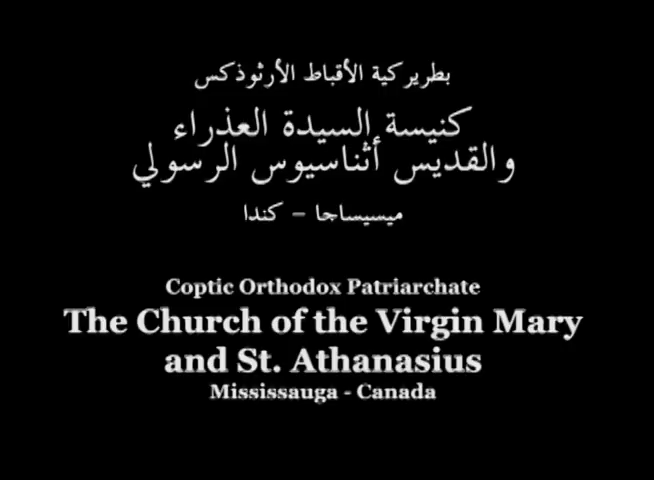 بطريركية الأقباط الأرثوذكس
كنيسة السيدة العذراء
والقديس أثناسيوس الرسولي
ميسيساجا – كندا
Coptic Orthodox Patriarchate
The Church of the Virgin Mary
and St. Athanasius
Mississauga - Canada